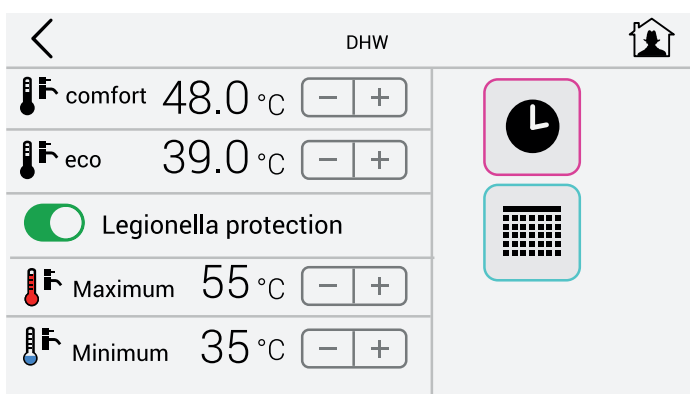 DHW
comfort 48.0 °C − +
eco 39.0 °C − +
Legionella protection
Maximum 55 °C − +
Minimum 35 °C − +